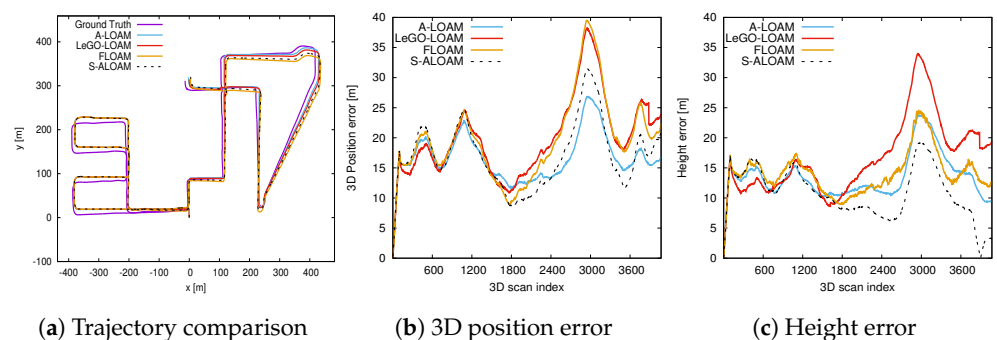 Ground Truth
A-LOAM
LeGO-LOAM
FLOAM
S-ALOAM
400
300
200
100
0
-100
y [m]
-400 -300 -200 -100 0 100 200 300 400
x [m]
(a) Trajectory comparison
A-LOAM
LeGO-LOAM
FLOAM
S-ALOAM
40
35
30
25
20
15
10
5
0
3D Position error [m]
600 1200 1800 2400 3000 3600
3D scan index
(b) 3D position error
A-LOAM
LeGO-LOAM
FLOAM
S-ALOAM
40
35
30
25
20
15
10
5
0
Height error [m]
600 1200 1800 2400 3000 3600
3D scan index
(c) Height error